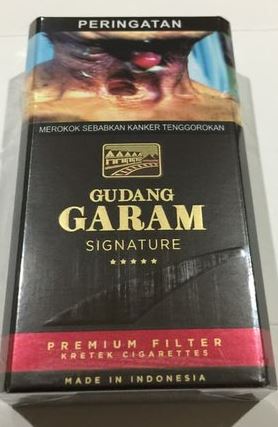 PERINGATAN
MEROKOK SEBABKAN KANKER TENGGOROKAN
GUDANG
GARAM
SIGNATURE
PREMIUM FILTER
KRETEK CIGARETTES
MADE IN INDONESIA